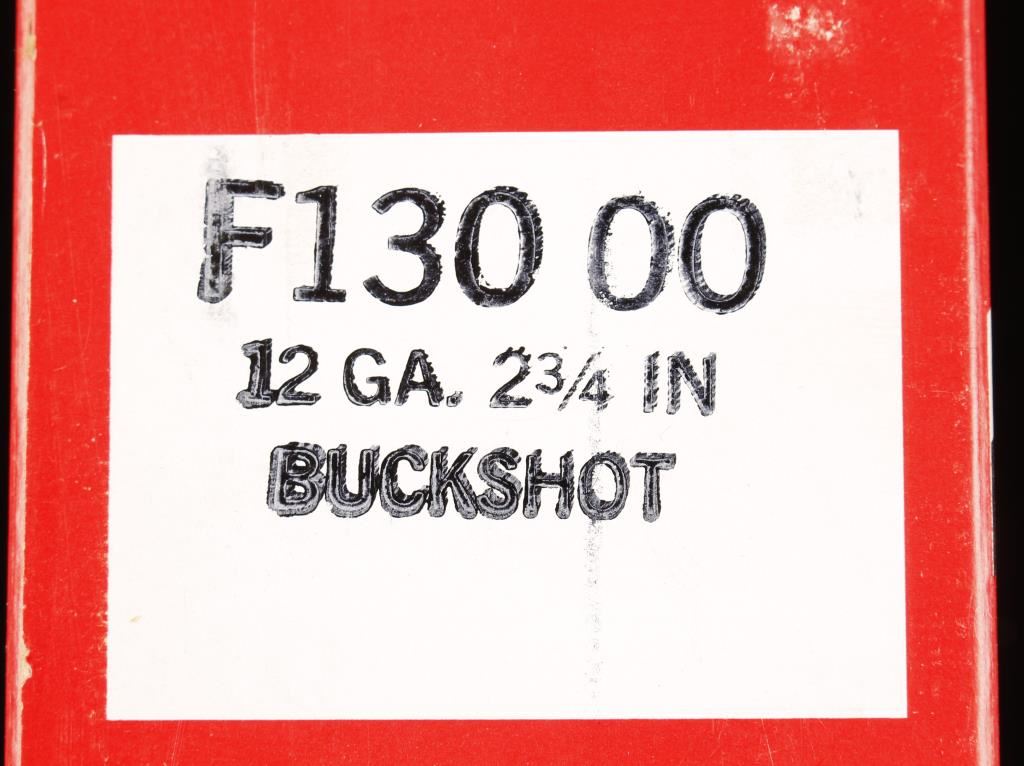 F130 00
12 GA. 2¾ IN
BUCKSHOT